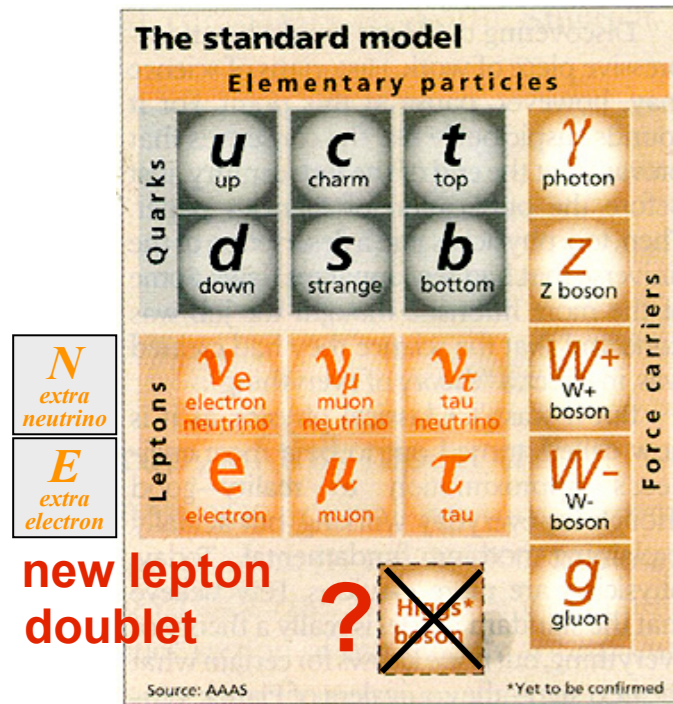 The standard model
Elementary particles
Quarks
u
up
c
charm
t
top
γ
photon
d
down
s
strange
b
bottom
Z
Z boson
Force carriers
N
extra
neutrino
Leptons
νe
electron
neutrino
νμ
muon
neutrino
ντ
tau
neutrino
W+
W+
boson
E
extra
electron
e
electron
μ
muon
τ
tau
W-
W-
boson
new lepton
doublet
?
Higgs*
boson
g
gluon
Source: AAAS
*Yet to be confirmed